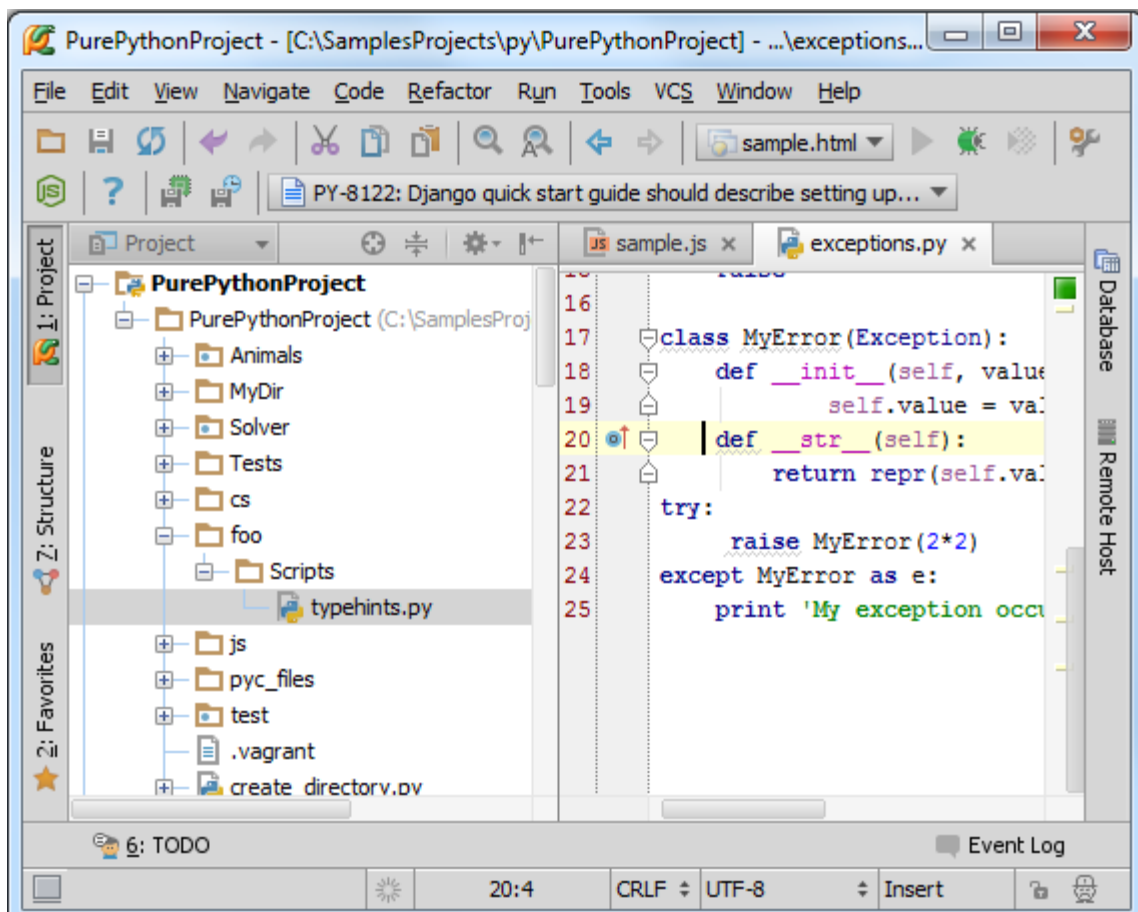 PurePythonProject - [C:\SamplesProjects\py\PurePythonProject] - ...\exceptions...
File Edit View Navigate Code Refactor Run Tools VCS Window Help
sample.html
PY-8122: Django quick start guide should describe setting up...
1: Project
7: Structure
2: Favorites
Project
PurePythonProject
PurePythonProject (C:\SamplesProj
Animals
MyDir
Solver
Tests
cs
foo
Scripts
typehints.py
js
pyc_files
test
.vagrant
create_directory.py
sample.js
exceptions.py
raise
16
17 class MyError(Exception):
18 def __init__(self, value
19 self.value = val
20 def __str__(self):
21 return repr(self.val
22 try:
23 raise MyError(2*2)
24 except MyError as e:
25 print 'My exception occu
Database
Remote Host
6: TODO
Event Log
20:4 CRLF UTF-8 Insert